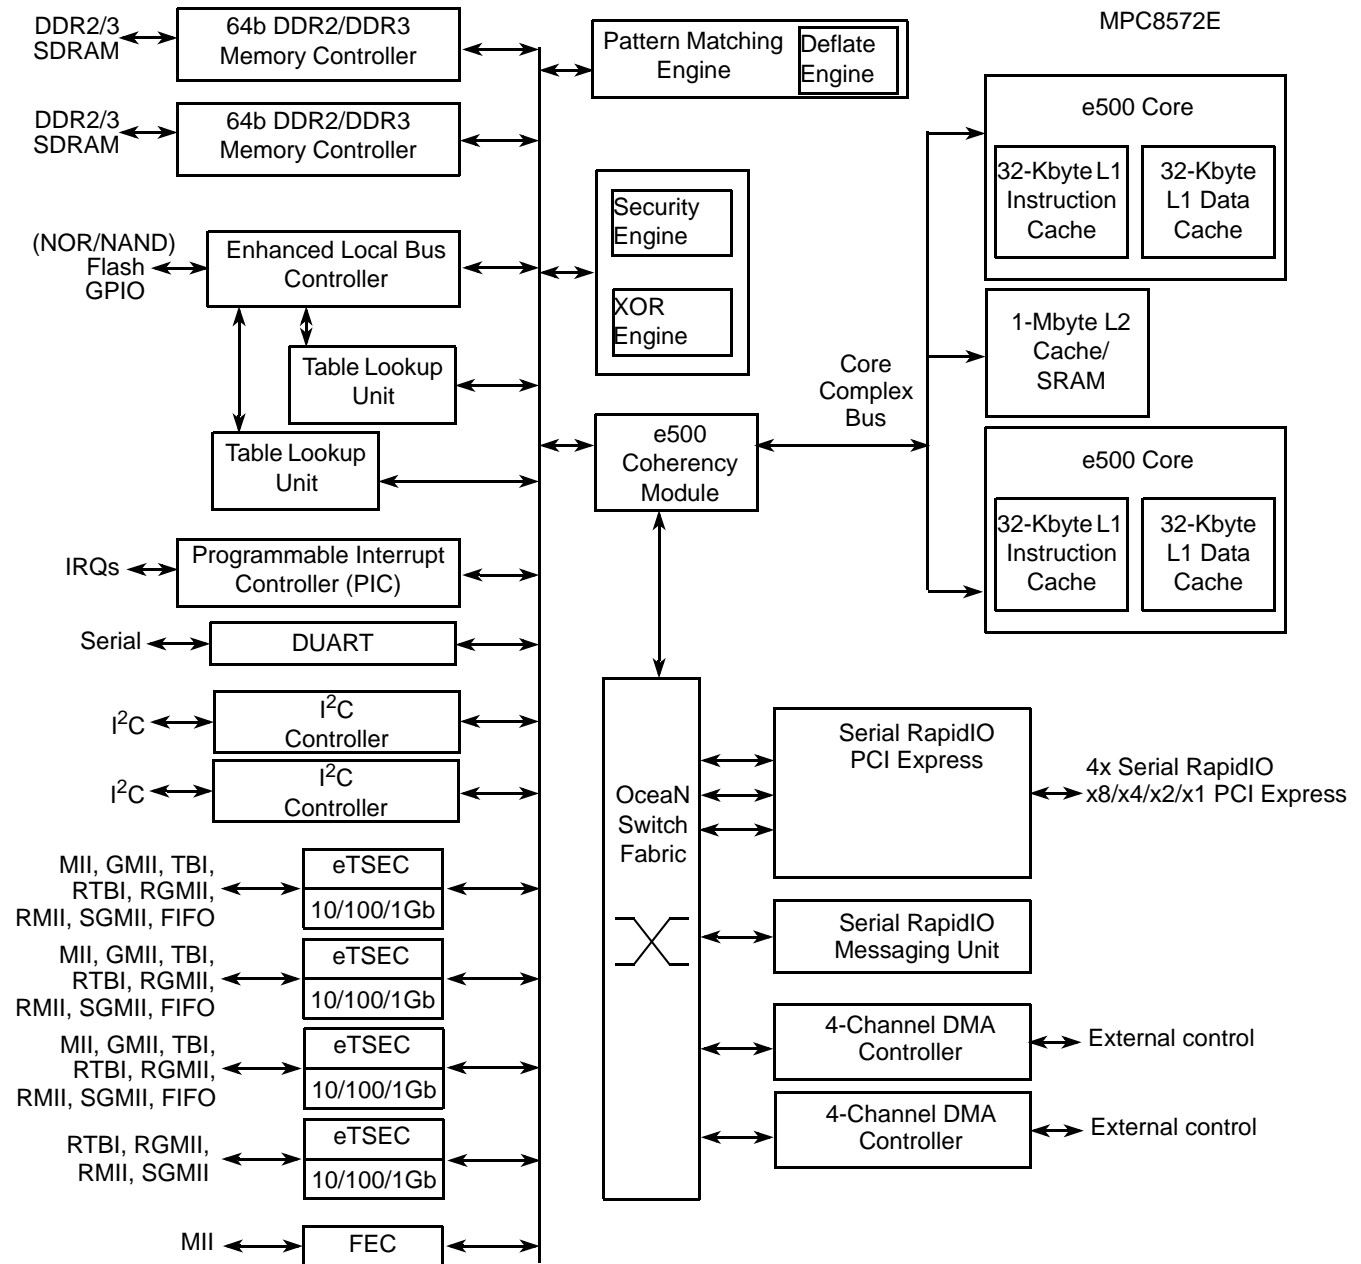 MPC8572E
DDR2/3
SDRAM
64b DDR2/DDR3
Memory Controller
DDR2/3
SDRAM
64b DDR2/DDR3
Memory Controller
(NOR/NAND)
Flash
GPIO
Enhanced Local Bus
Controller
Table Lookup
Unit
Table Lookup
Unit
IRQs
Programmable Interrupt
Controller (PIC)
Serial
DUART
I²C
I²C
Controller
I²C
I²C
Controller
MII, GMII, TBI,
RTBI, RGMII,
RMII, SGMII, FIFO
eTSEC
10/100/1Gb
MII, GMII, TBI,
RTBI, RGMII,
RMII, SGMII, FIFO
eTSEC
10/100/1Gb
MII, GMII, TBI,
RTBI, RGMII,
RMII, SGMII, FIFO
eTSEC
10/100/1Gb
RTBI, RGMII,
RMII, SGMII
eTSEC
10/100/1Gb
MII
FEC
Pattern Matching
Engine
Deflate
Engine
Security
Engine
XOR
Engine
e500
Coherency
Module
Core
Complex
Bus
e500 Core
32-Kbyte L1
Instruction
Cache
32-Kbyte
L1 Data
Cache
1-Mbyte L2
Cache/
SRAM
e500 Core
32-Kbyte L1
Instruction
Cache
32-Kbyte
L1 Data
Cache
OceaN
Switch
Fabric
Serial RapidIO
PCI Express
4x Serial RapidIO
x8/x4/x2/x1 PCI Express
Serial RapidIO
Messaging Unit
4-Channel DMA
Controller
External control
4-Channel DMA
Controller
External control